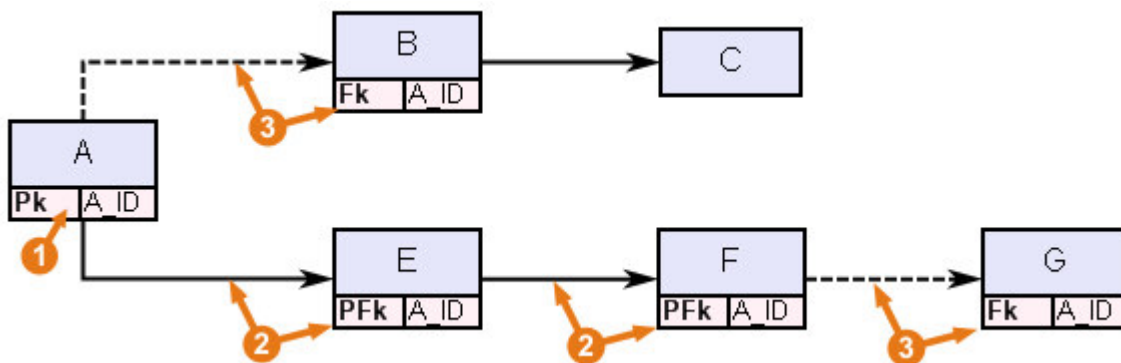 B
C
Fk A_ID
3
A
Pk A_ID
1
E
F
G
PFk A_ID
PFk A_ID
Fk A_ID
2
2
3